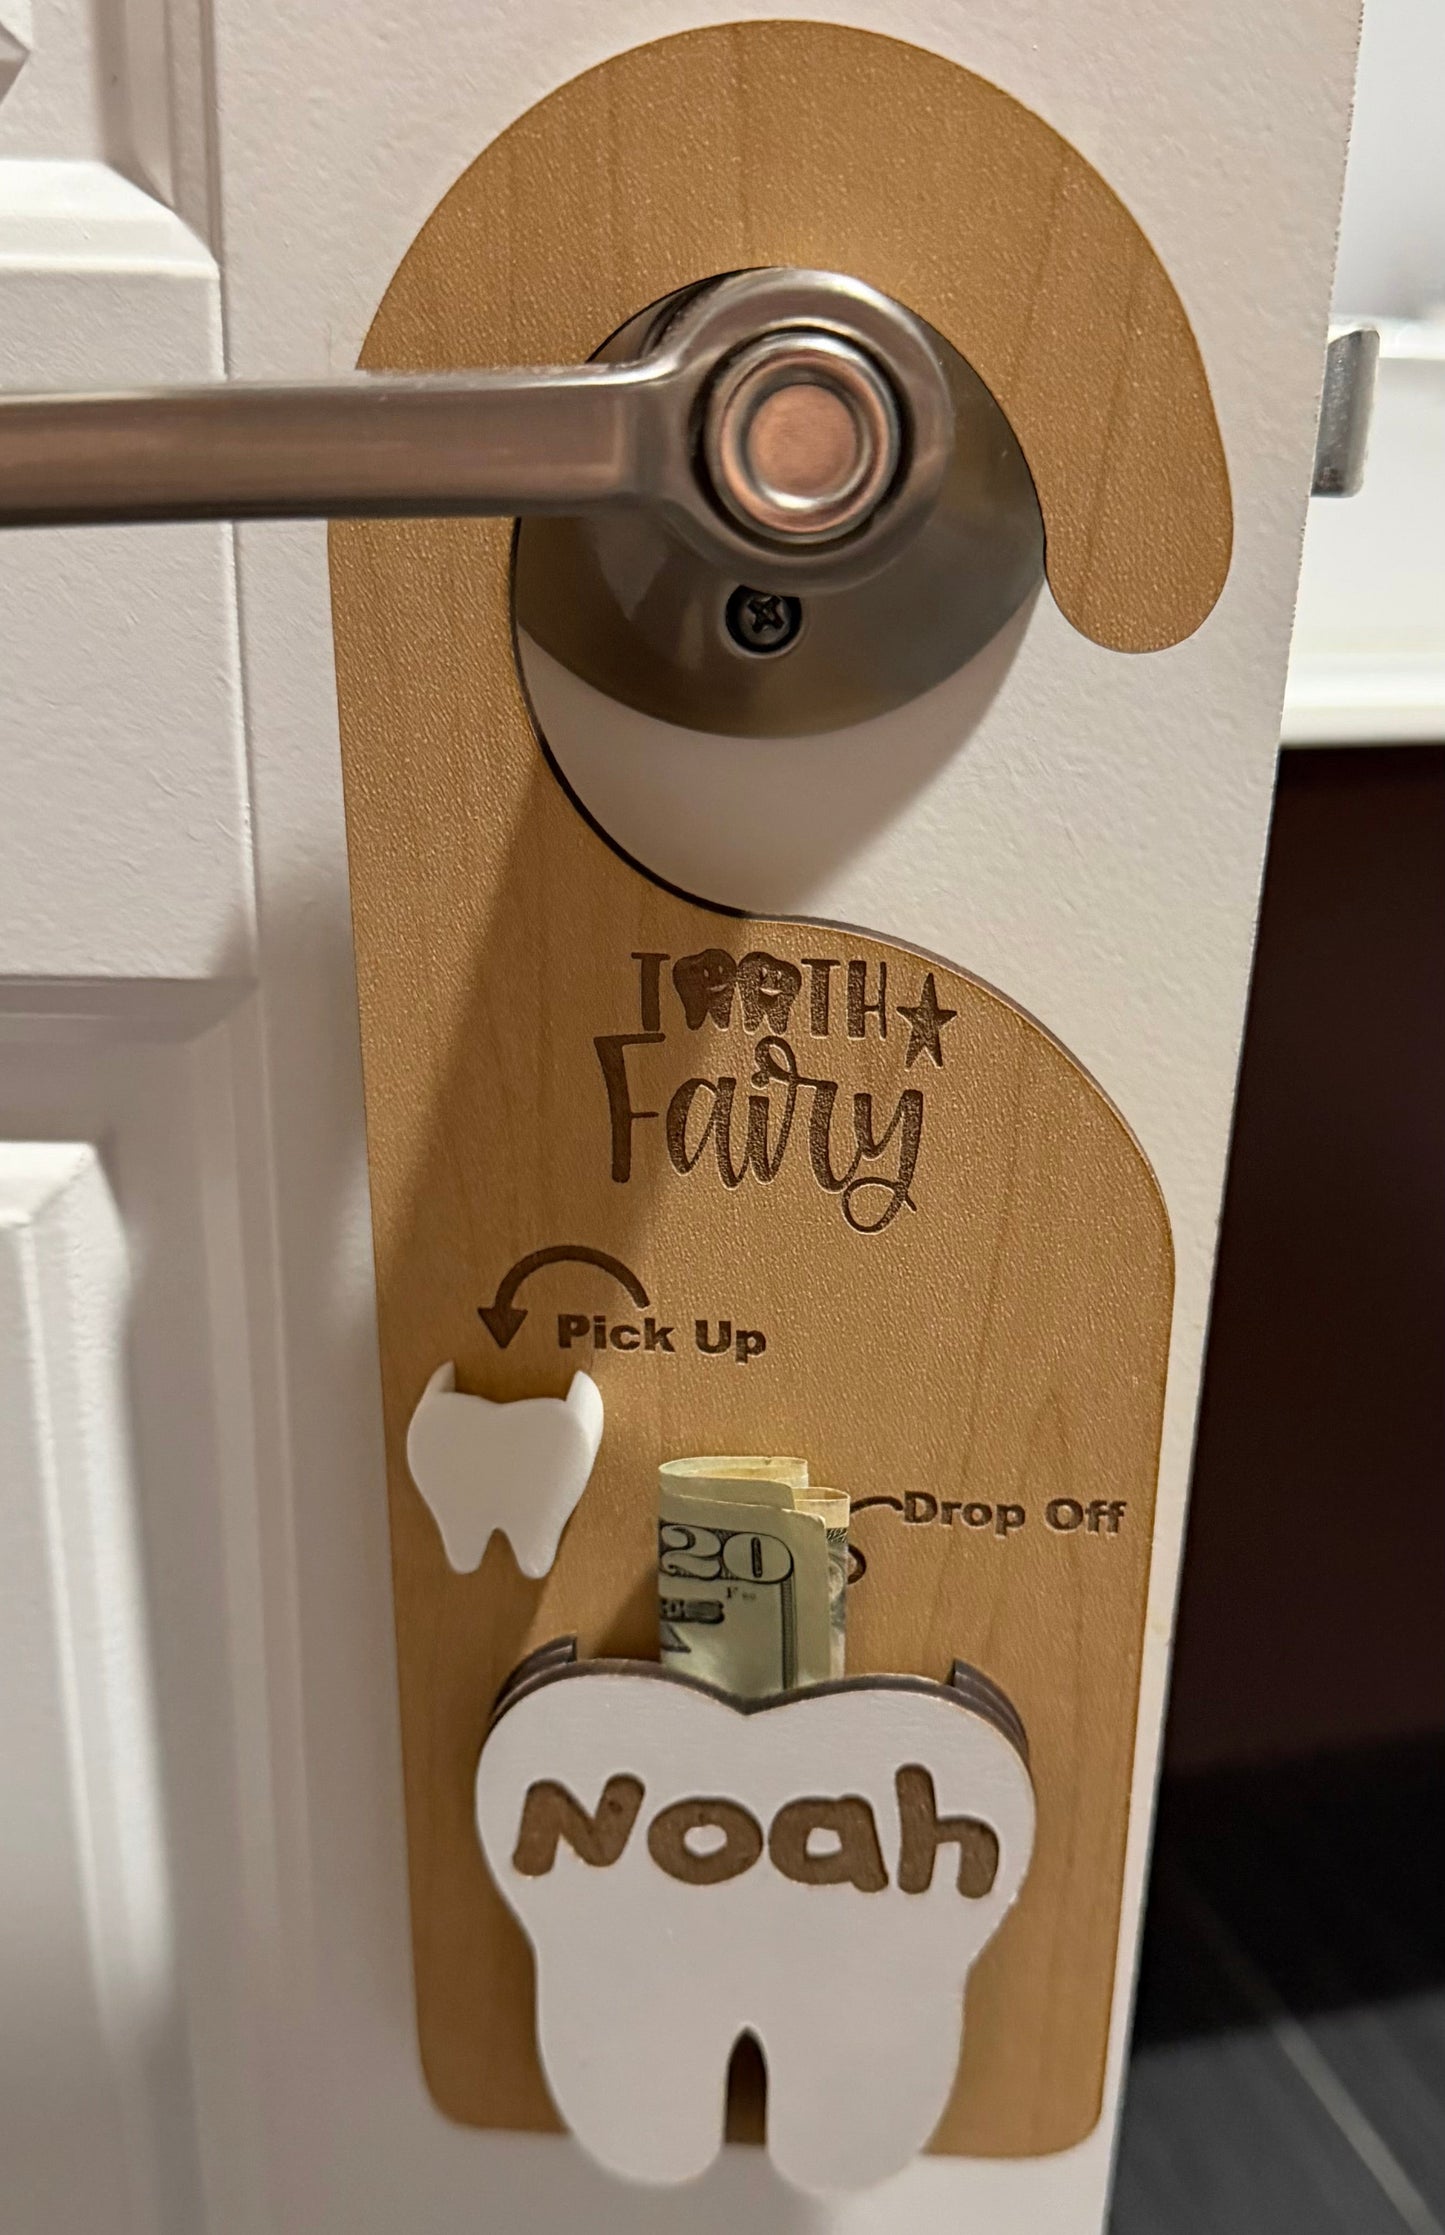 TOOTH
Fairy
Pick Up
Drop Off
20
Noah